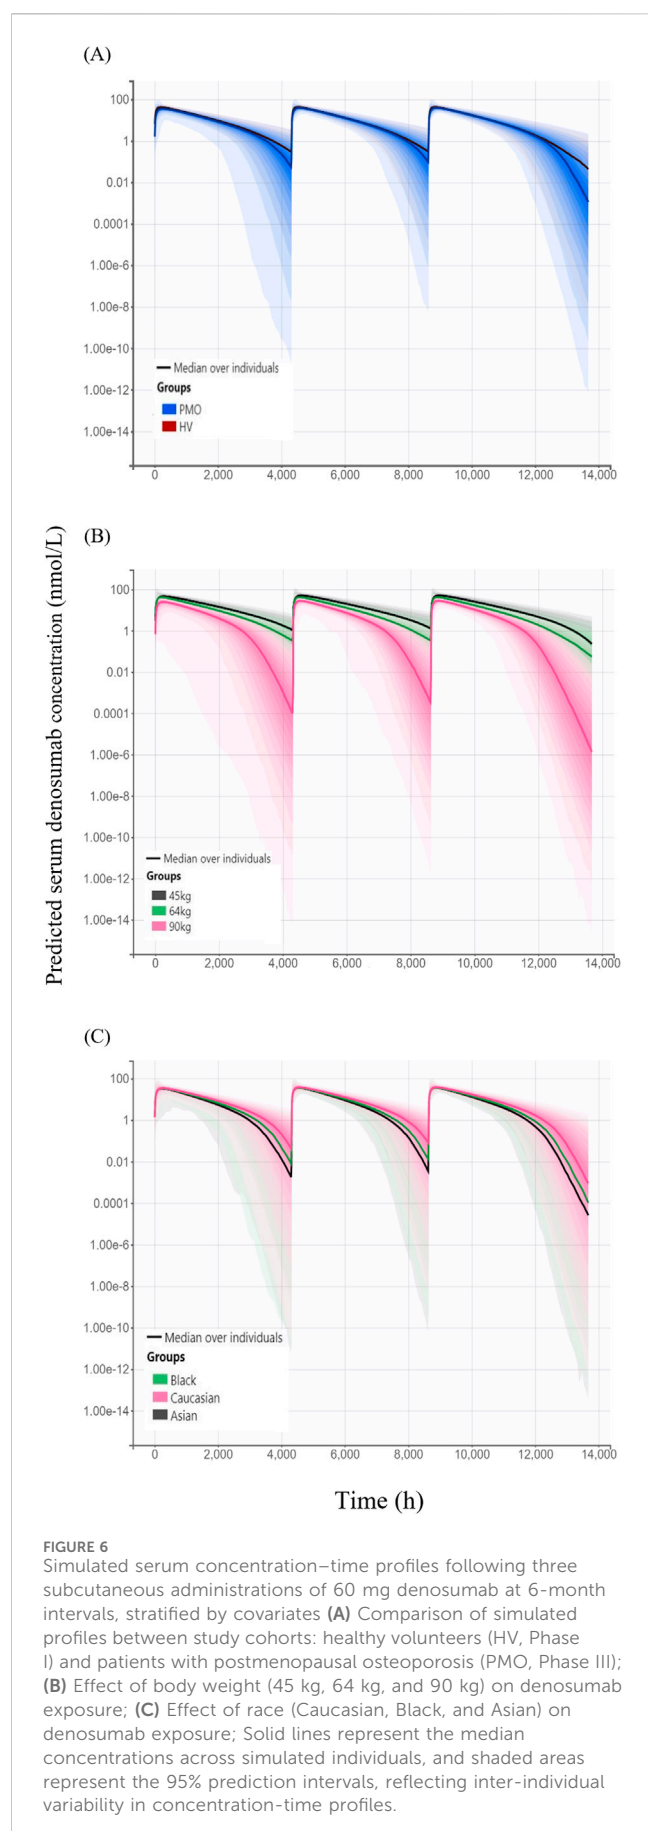 (A)
100
1
0.01
0.0001
1.00e-6
1.00e-8
1.00e-10
1.00e-12
1.00e-14
Median over individuals
Groups
PMO
HV
0 2,000 4,000 6,000 8,000 10,000 12,000 14,000
Predicted serum denosumab concentration (nmol/L)
(B)
100
1
0.01
0.0001
1.00e-6
1.00e-8
1.00e-10
1.00e-12
1.00e-14
Median over individuals
Groups
45kg
64kg
90kg
0 2,000 4,000 6,000 8,000 10,000 12,000 14,000
(C)
100
1
0.01
0.0001
1.00e-6
1.00e-8
1.00e-10
1.00e-12
1.00e-14
Median over individuals
Groups
Black
Caucasian
Asian
0 2,000 4,000 6,000 8,000 10,000 12,000 14,000
Time (h)
FIGURE 6
Simulated serum concentration–time profiles following three
subcutaneous administrations of 60 mg denosumab at 6-month
intervals, stratified by covariates (A) Comparison of simulated
profiles between study cohorts: healthy volunteers (HV, Phase
I) and patients with postmenopausal osteoporosis (PMO, Phase III);
(B) Effect of body weight (45 kg, 64 kg, and 90 kg) on denosumab
exposure; (C) Effect of race (Caucasian, Black, and Asian) on
denosumab exposure; Solid lines represent the median
concentrations across simulated individuals, and shaded areas
represent the 95% prediction intervals, reflecting inter-individual
variability in concentration-time profiles.